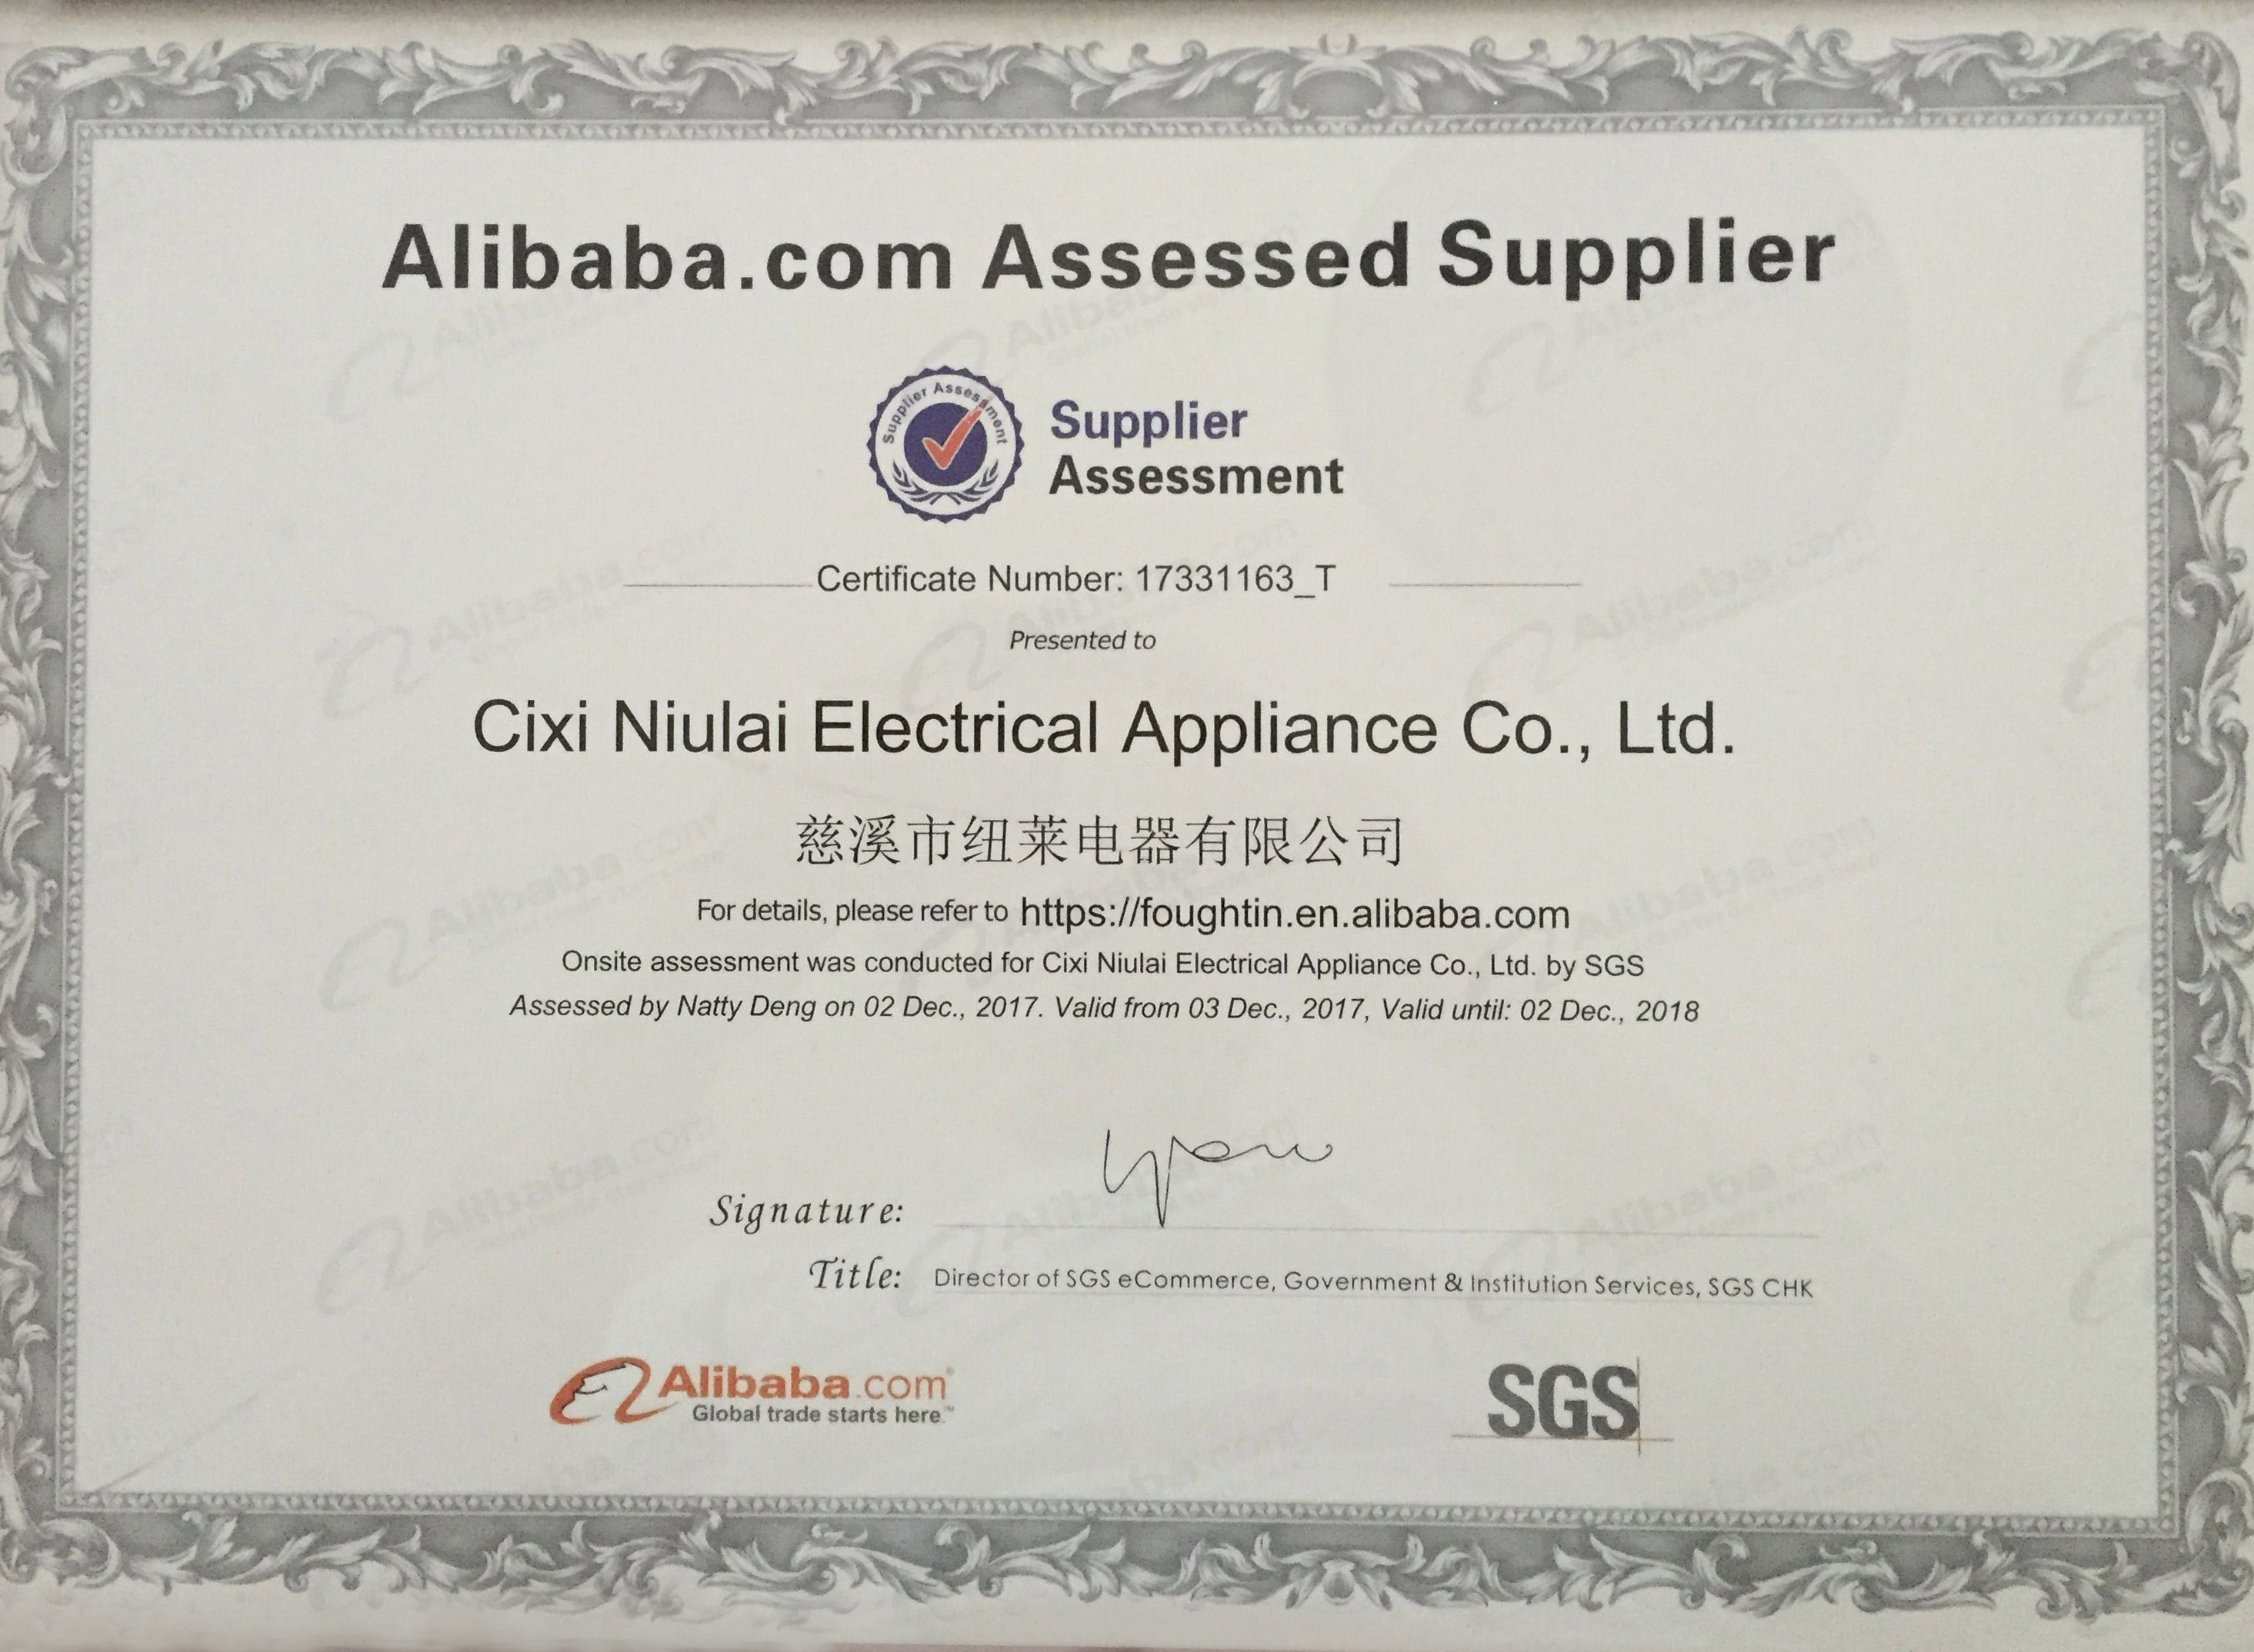 Alibaba.com Assessed Supplier
Supplier Assessment
Supplier
Assessment
Certificate Number: 17331163_T
Presented to
Cixi Niulai Electrical Appliance Co., Ltd.
慈溪市纽莱电器有限公司
For details, please refer to https://foughtin.en.alibaba.com
Onsite assessment was conducted for Cixi Niulai Electrical Appliance Co., Ltd. by SGS
Assessed by Natty Deng on 02 Dec., 2017. Valid from 03 Dec., 2017, Valid until: 02 Dec., 2018
Signature:
Title: Director of SGS eCommerce, Government & Institution Services, SGS CHK
Alibaba.com®
Global trade starts here.™
SGS